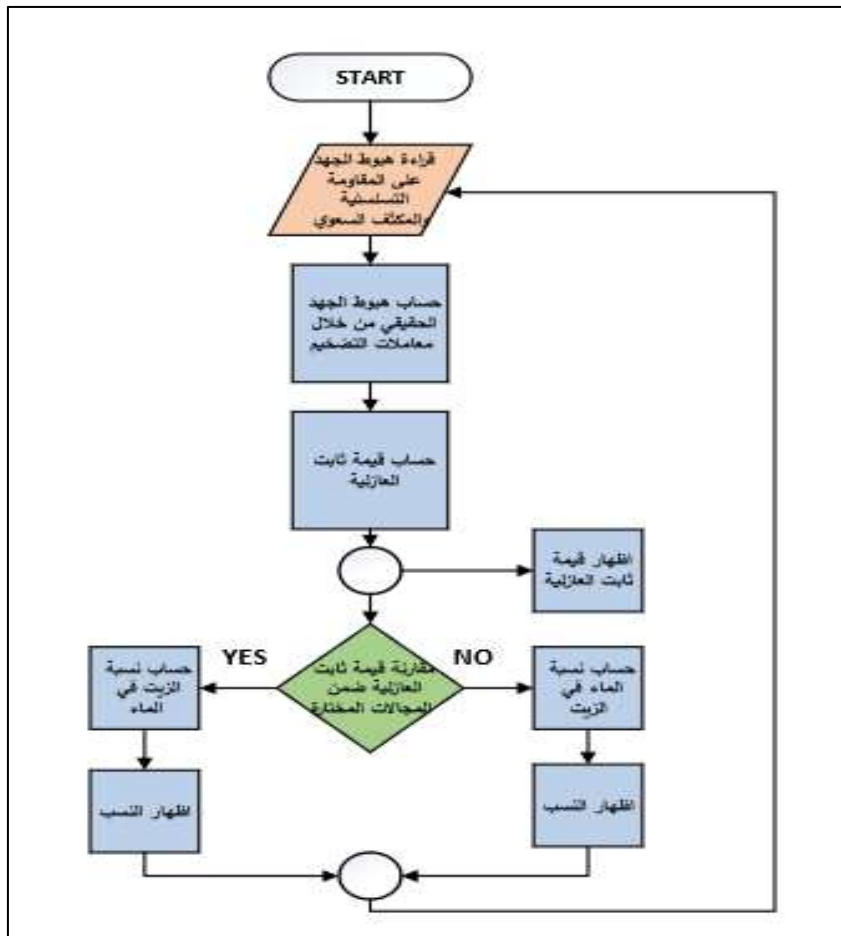 START
قراءة هبوط الجهد
على المقاومة
التسلسلية
والمكثف السعوي
حساب هبوط الجهد
الحقيقي من خلال
معاملات التضخيم
حساب قيمة ثابت
العازلية
اظهار قيمة
ثابت العازلية
YES
مقارنة قيمة ثابت
العازلية ضمن
المجالات المختارة
NO
حساب نسبة
الزيت في
الماء
حساب نسبة
الماء في
الزيت
اظهار النسب
اظهار النسب